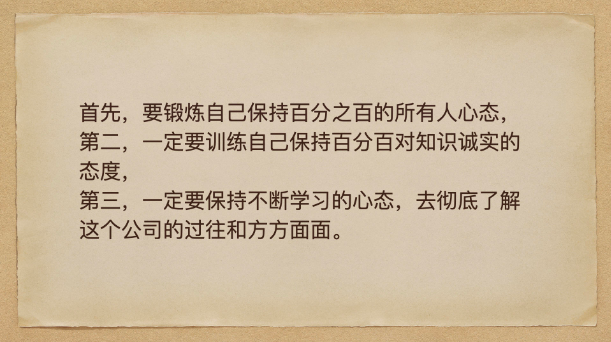 首先，要锻炼自己保持百分之百的所有人心态，
第二，一定要训练自己保持百分百对知识诚实的
态度，
第三，一定要保持不断学习的心态，去彻底了解
这个公司的过往和方方面面。